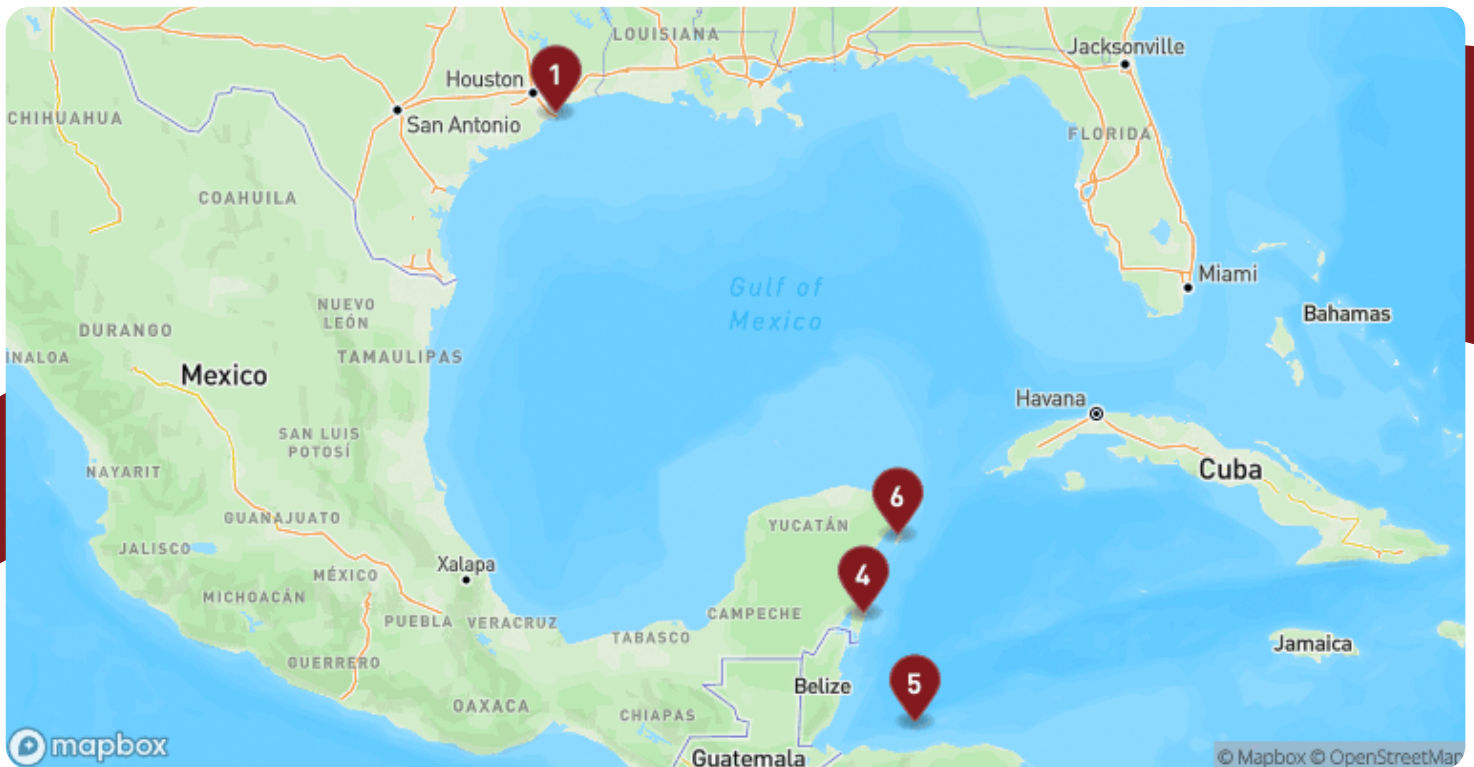 LOUISIANA
Jacksonville
Houston
1
CHIHUAHUA
San Antonio
FLORIDA
COAHUILA
Gulf of
Mexico
Miami
NUEVO
LEÓN
Bahamas
DURANGO
INALOA
TAMAULIPAS
Mexico
Havana
SAN LUIS
POTOSÍ
NAYARIT
Cuba
6
GUANAJUATO
YUCATÁN
JALISCO
Xalapa
4
MÉXICO
MICHOACÁN
PUEBLA
VERACRUZ
CAMPECHE
TABASCO
Jamaica
GUERRERO
Belize
5
OAXACA
CHIAPAS
mapbox
Guatemala
© Mapbox © OpenStreetMap